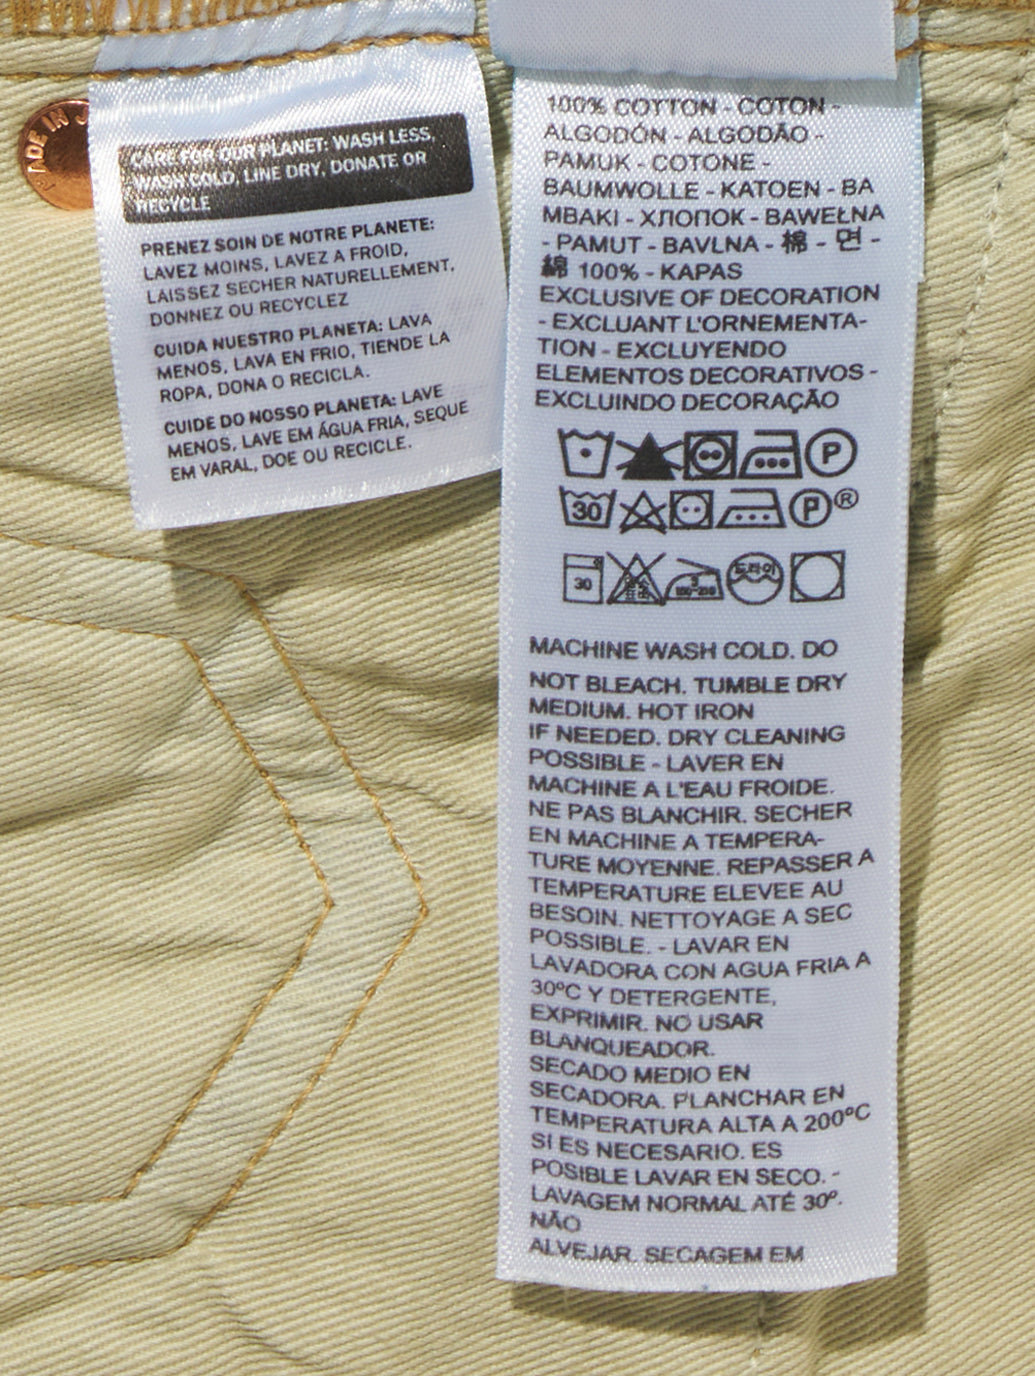 MADE IN
CARE FOR OUR PLANET: WASH LESS,
WASH COLD, LINE DRY, DONATE OR
RECYCLE
PRENEZ SOIN DE NOTRE PLANETE:
LAVEZ MOINS, LAVEZ A FROID,
LAISSEZ SECHER NATURELLEMENT,
DONNEZ OU RECYCLEZ
CUIDA NUESTRO PLANETA: LAVA
MENOS, LAVA EN FRIO, TIENDE LA
ROPA, DONA O RECICLA.
CUIDE DO NOSSO PLANETA: LAVE
MENOS, LAVE EM ÁGUA FRIA, SEQUE
EM VARAL, DOE OU RECICLE.
100% COTTON - COTON -
ALGODÓN - ALGODÃO -
PAMUK - COTONE -
BAUMWOLLE - KATOEN - BA
MBAKI - ХЛОПОК - BAWEŁNA
- PAMUT - BAVLNA - 棉 - 면 -
綿 100% - KAPAS
EXCLUSIVE OF DECORATION
- EXCLUANT L'ORNEMENTA-
TION - EXCLUYENDO
ELEMENTOS DECORATIVOS -
EXCLUINDO DECORAÇÃO
P
30 P®
30 드라이
MACHINE WASH COLD. DO
NOT BLEACH. TUMBLE DRY
MEDIUM. HOT IRON
IF NEEDED. DRY CLEANING
POSSIBLE - LAVER EN
MACHINE A L'EAU FROIDE.
NE PAS BLANCHIR. SECHER
EN MACHINE A TEMPERA-
TURE MOYENNE. REPASSER A
TEMPERATURE ELEVEE AU
BESOIN. NETTOYAGE A SEC
POSSIBLE. - LAVAR EN
LAVADORA CON AGUA FRIA A
30ºC Y DETERGENTE,
EXPRIMIR. NO USAR
BLANQUEADOR.
SECADO MEDIO EN
SECADORA. PLANCHAR EN
TEMPERATURA ALTA A 200ºC
SI ES NECESARIO. ES
POSIBLE LAVAR EN SECO. -
LAVAGEM NORMAL ATÉ 30º.
NÃO
ALVEJAR. SECAGEM EM